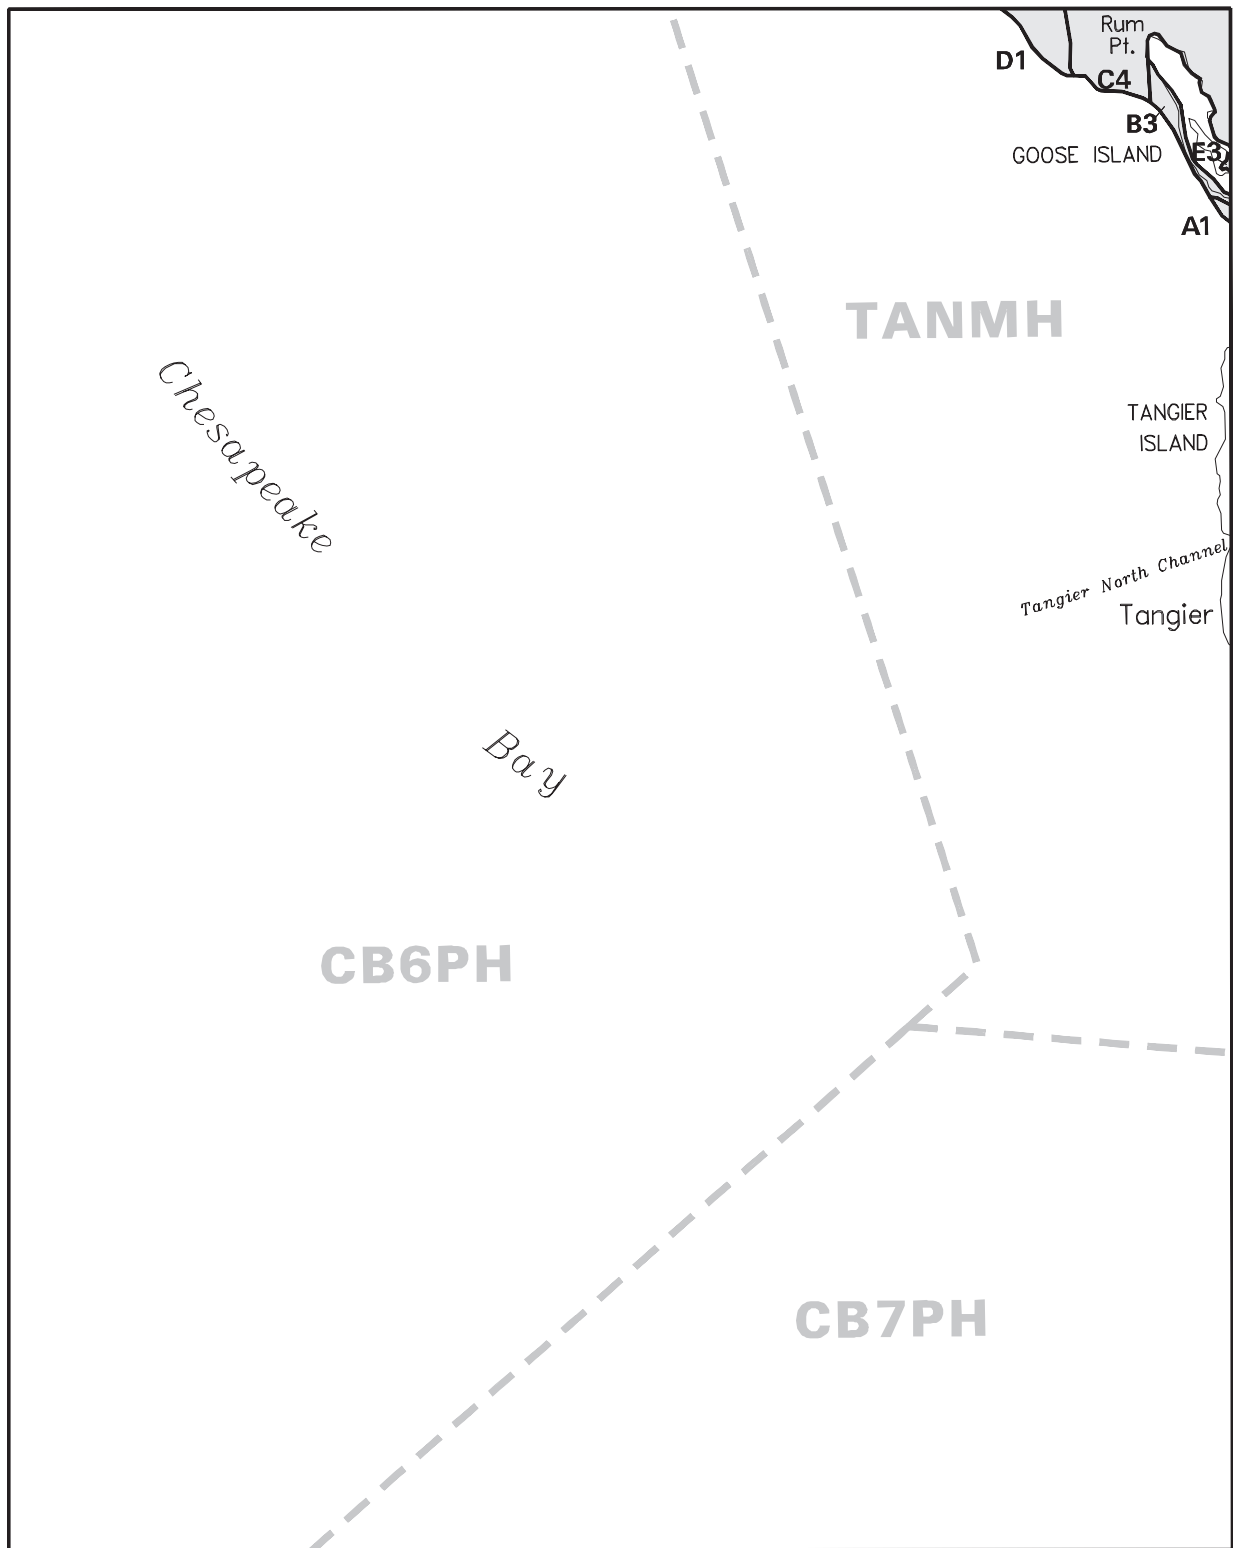 Rum
Pt.
D1
C4
B3
GOOSE ISLAND
E3
A1
TANMH
Chesapeake
TANGIER
ISLAND
Tangier North Channel
Tangier
Bay
CB6PH
CB7PH